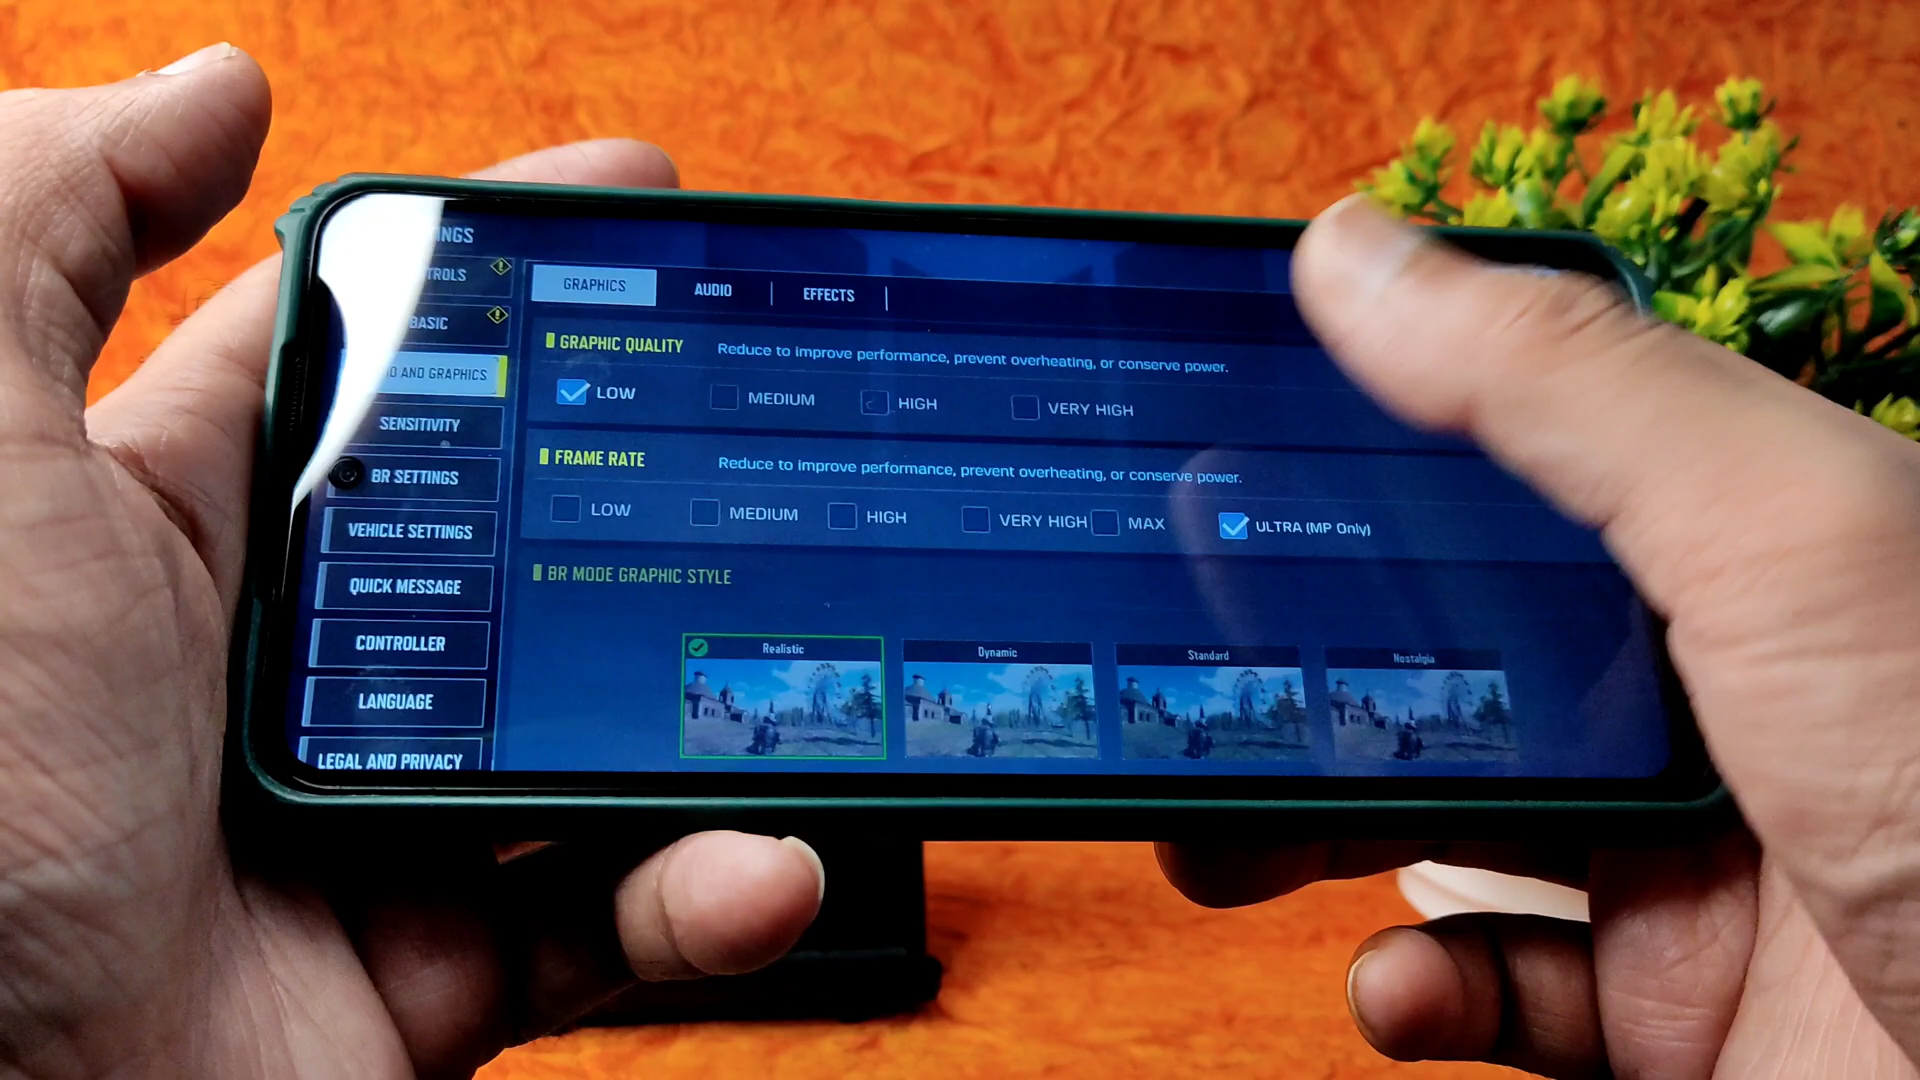 INGS
TROLS
BASIC
O AND GRAPHICS
SENSITIVITY
BR SETTINGS
VEHICLE SETTINGS
QUICK MESSAGE
CONTROLLER
LANGUAGE
LEGAL AND PRIVACY
GRAPHICS AUDIO EFFECTS
GRAPHIC QUALITY Reduce to improve performance, prevent overheating, or conserve power.
LOW MEDIUM HIGH VERY HIGH
FRAME RATE Reduce to improve performance, prevent overheating, or conserve power.
LOW MEDIUM HIGH VERY HIGH MAX ULTRA (MP Only)
BR MODE GRAPHIC STYLE
Realistic Dynamic Standard Nostalgia